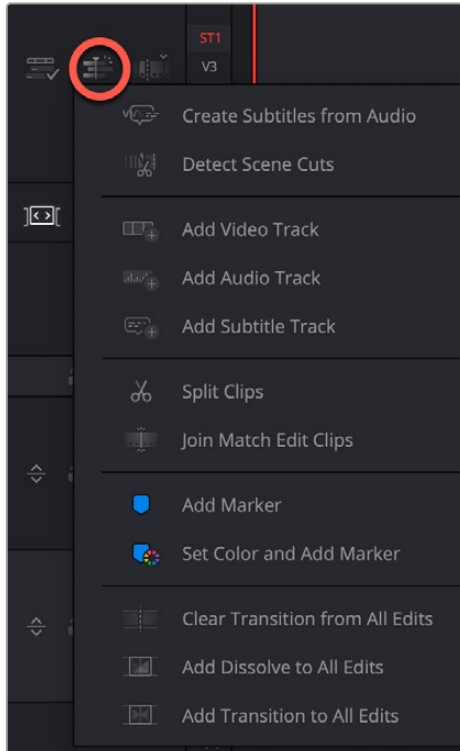 ST1
V3
Create Subtitles from Audio
Detect Scene Cuts
Add Video Track
Add Audio Track
Add Subtitle Track
Split Clips
Join Match Edit Clips
Add Marker
Set Color and Add Marker
Clear Transition from All Edits
Add Dissolve to All Edits
Add Transition to All Edits